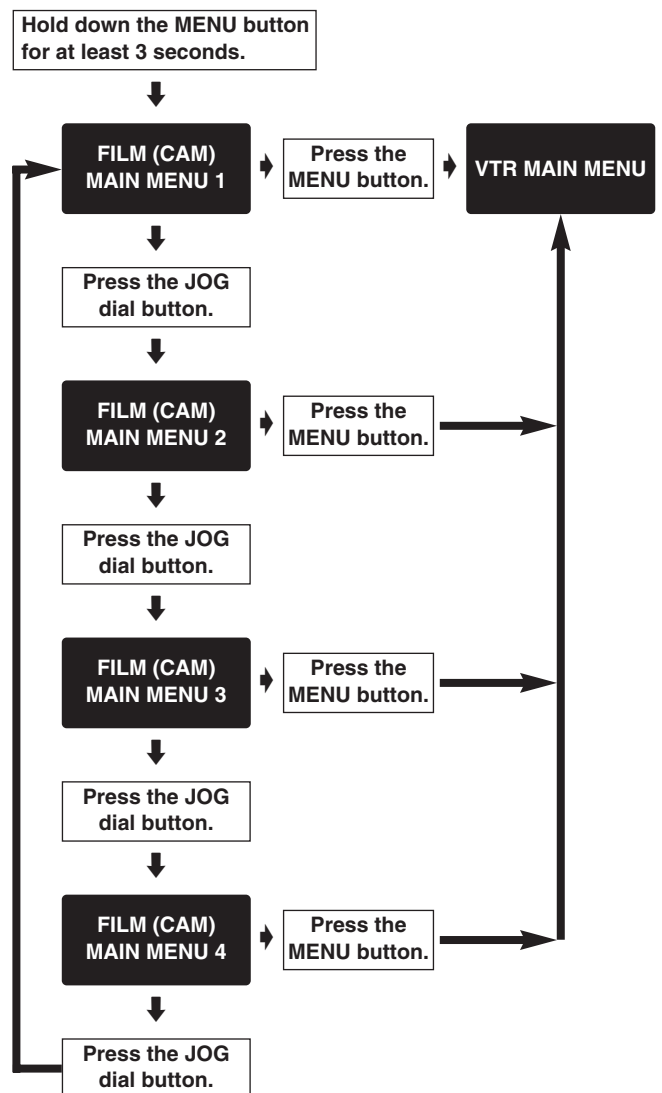 Hold down the MENU button
for at least 3 seconds.
FILM (CAM)
MAIN MENU 1
Press the
MENU button.
VTR MAIN MENU
Press the JOG
dial button.
FILM (CAM)
MAIN MENU 2
Press the
MENU button.
Press the JOG
dial button.
FILM (CAM)
MAIN MENU 3
Press the
MENU button.
Press the JOG
dial button.
FILM (CAM)
MAIN MENU 4
Press the
MENU button.
Press the JOG
dial button.